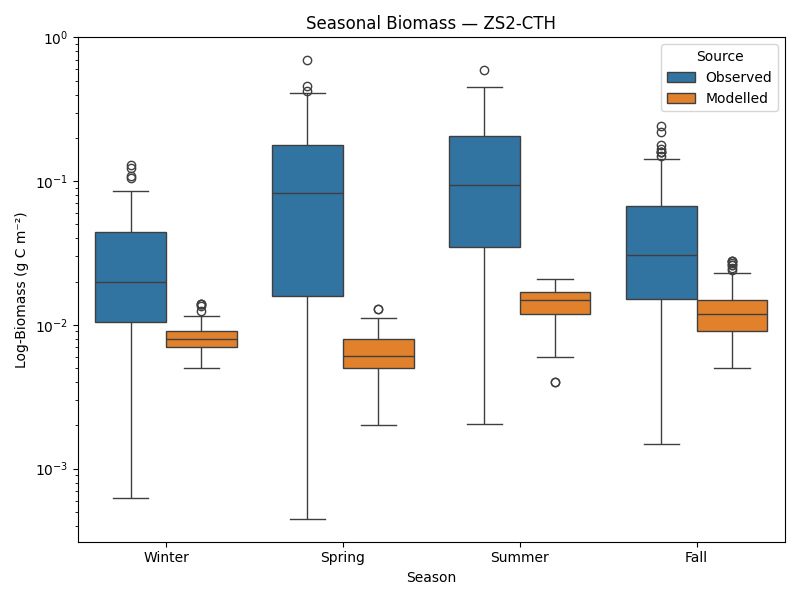 Seasonal Biomass — ZS2-CTH
Source
Observed
Modelled
10⁰
10⁻¹
10⁻²
10⁻³
Log-Biomass (g C m⁻²)
Winter Spring Summer Fall
Season